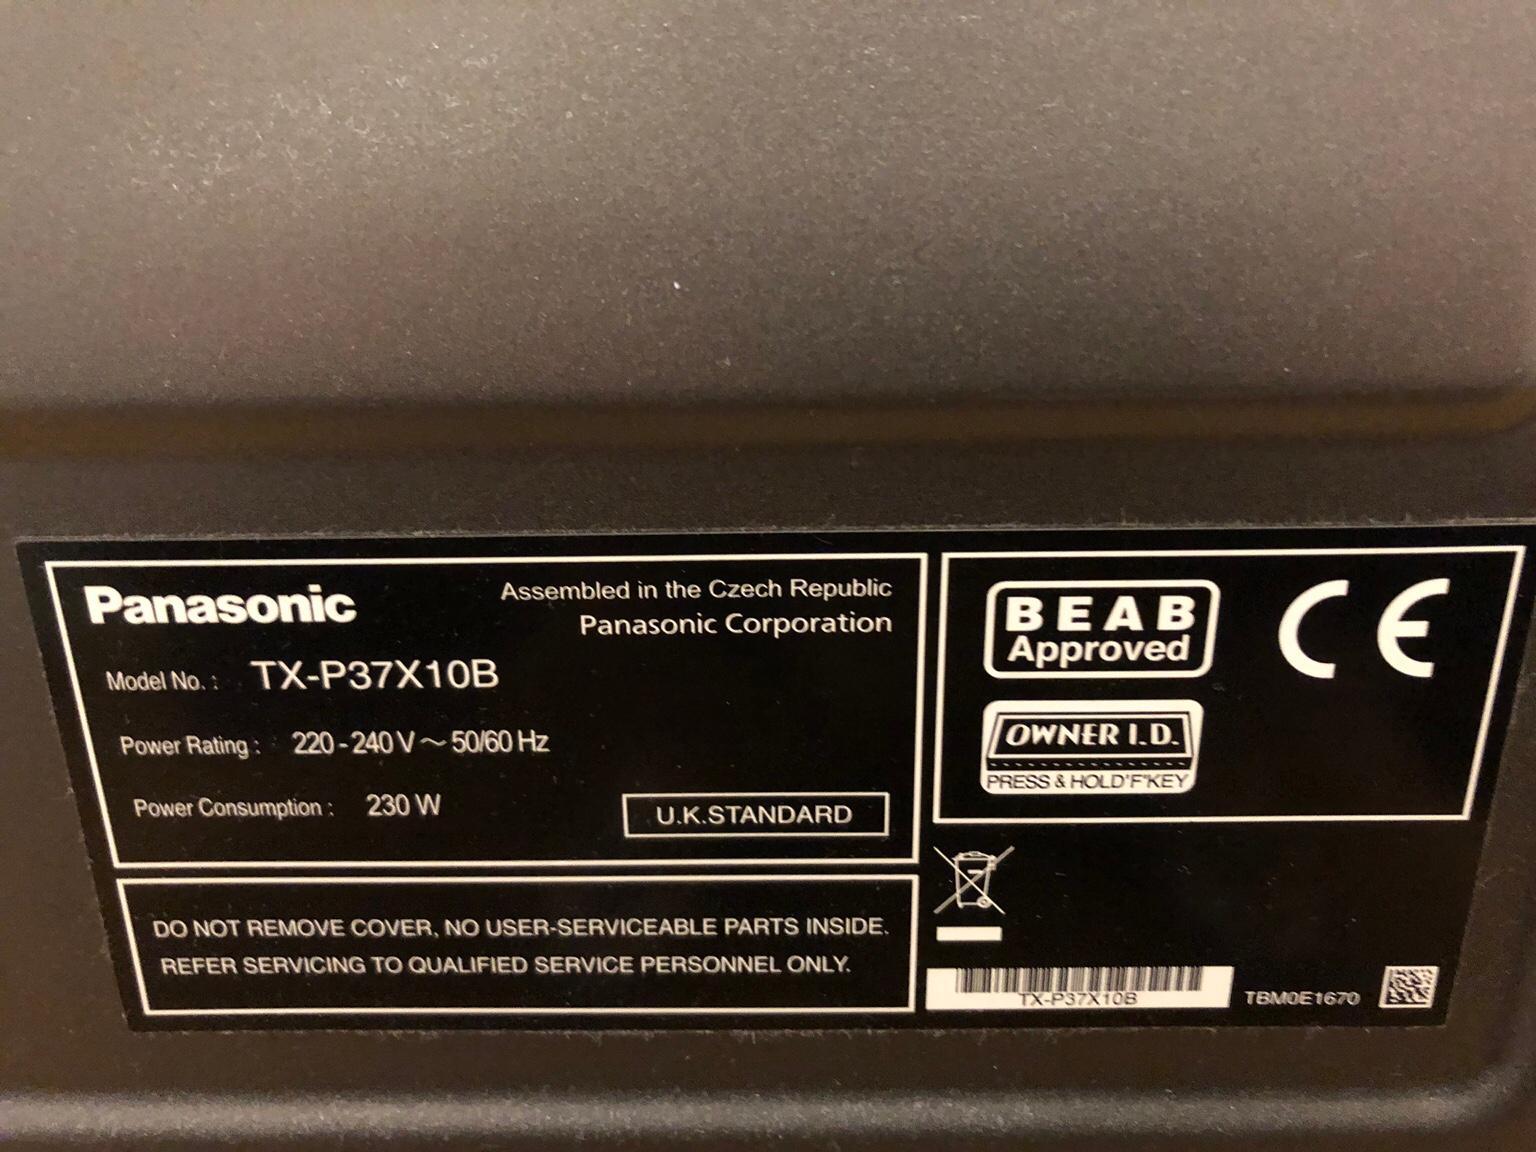 Panasonic
Assembled in the Czech Republic
Panasonic Corporation
Model No. : TX-P37X10B
Power Rating : 220 - 240 V ~ 50/60 Hz
Power Consumption : 230 W
U.K.STANDARD
DO NOT REMOVE COVER, NO USER-SERVICEABLE PARTS INSIDE.
REFER SERVICING TO QUALIFIED SERVICE PERSONNEL ONLY.
BEAB
Approved
CE
OWNER I.D.
PRESS & HOLD'F'KEY
TX-P37X10B
TBM0E1670